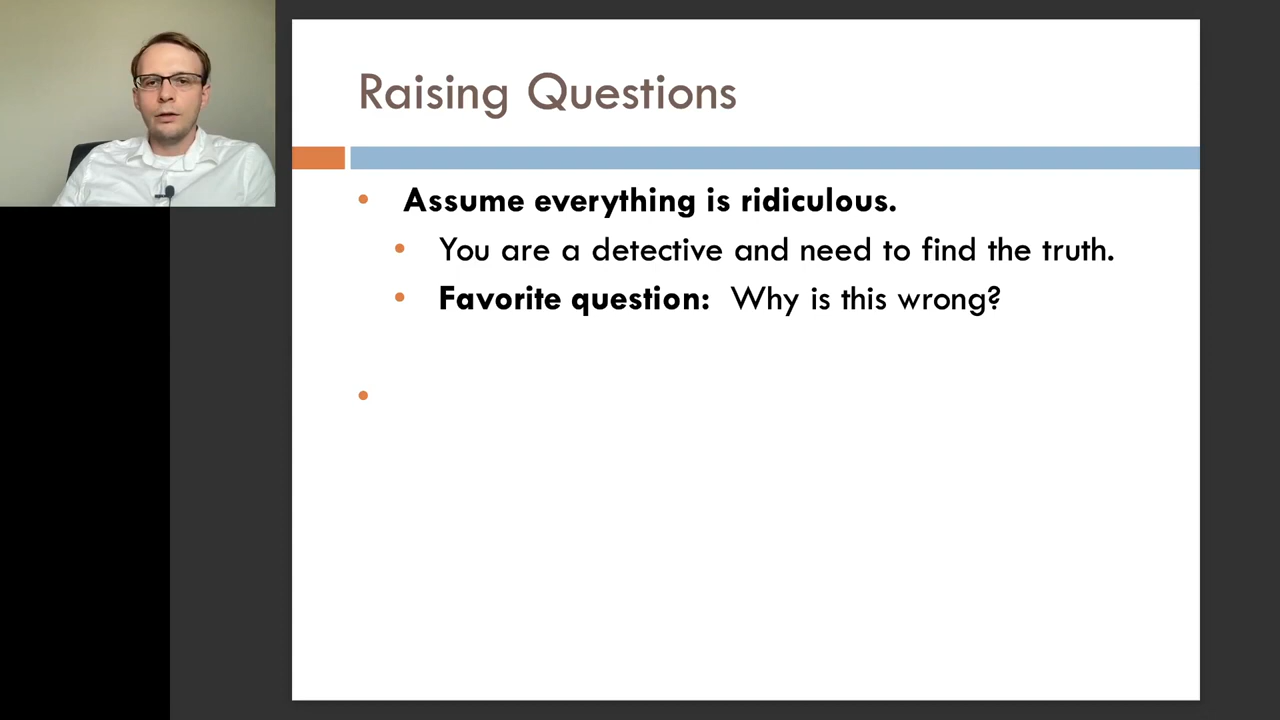 Raising Questions
• Assume everything is ridiculous.
• You are a detective and need to find the truth.
• Favorite question: Why is this wrong?
•